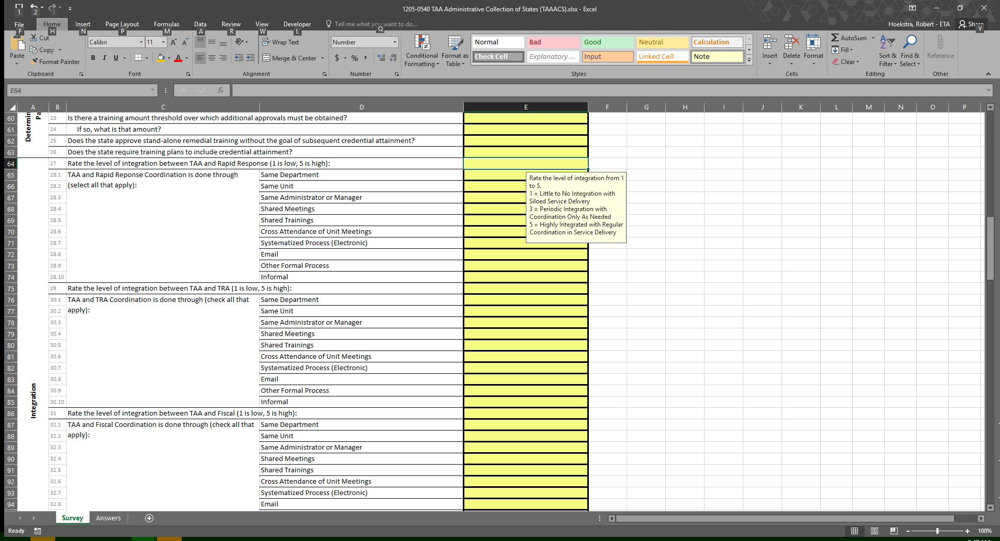 1205-0540 TAA Administrative Collection of States (TAAACS).xlsx - Excel
1 2 3
File Home Insert Page Layout Formulas Data Review View Developer Tell me what you want to do... Hoekstra, Robert - ETA Share
F H N P M A R W L Q Y
Paste
Cut
Copy
Format Painter
Clipboard
Calibri 11
B I U
Font
Wrap Text
Merge & Center
Alignment
Number
$ % ,
Number
Conditional Formatting
Format as Table
Normal Bad Good Neutral Calculation
Check Cell Explanatory ... Input Linked Cell Note
Styles
Insert Delete Format
Cells
AutoSum
Fill
Clear
Sort & Filter
Find & Select
Editing
Reference
Other
E64
fx
A B C D E F G H I J K L M N O P
Determin
Pa
60 23 Is there a training amount threshold over which additional approvals must be obtained?
61 24 If so, what is that amount?
62 25 Does the state approve stand-alone remedial training without the goal of subsequent credential attainment?
63 26 Does the state require training plans to include credential attainment?
64 27 Rate the level of integration between TAA and Rapid Response (1 is low, 5 is high):
65 28.1 TAA and Rapid Reponse Coordination is done through Same Department
66 28.2 (select all that apply): Same Unit
67 28.3 Same Administrator or Manager
68 28.4 Shared Meetings
69 28.5 Shared Trainings
70 28.6 Cross Attendance of Unit Meetings
71 28.7 Systematized Process (Electronic)
72 28.8 Email
73 28.9 Other Formal Process
74 28.10 Informal
Rate the level of integration from 1
to 5.
1 = Little to No Integration with
Siloed Service Delivery
3 = Periodic Integration with
Coordination Only As Needed
5 = Highly Integrated with Regular
Coordination in Service Delivery
Integration
75 29 Rate the level of integration between TAA and TRA (1 is low, 5 is high):
76 30.1 TAA and TRA Coordination is done through (check all that Same Department
77 30.2 apply): Same Unit
78 30.3 Same Administrator or Manager
79 30.4 Shared Meetings
80 30.5 Shared Trainings
81 30.6 Cross Attendance of Unit Meetings
82 30.7 Systematized Process (Electronic)
83 30.8 Email
84 30.9 Other Formal Process
85 30.10 Informal
86 31 Rate the level of integration between TAA and Fiscal (1 is low, 5 is high):
87 32.1 TAA and Fiscal Coordination is done through (check all that Same Department
88 32.2 apply): Same Unit
89 32.3 Same Administrator or Manager
90 32.4 Shared Meetings
91 32.5 Shared Trainings
92 32.6 Cross Attendance of Unit Meetings
93 32.7 Systematized Process (Electronic)
94 32.8 Email
Survey Answers
Ready 100%